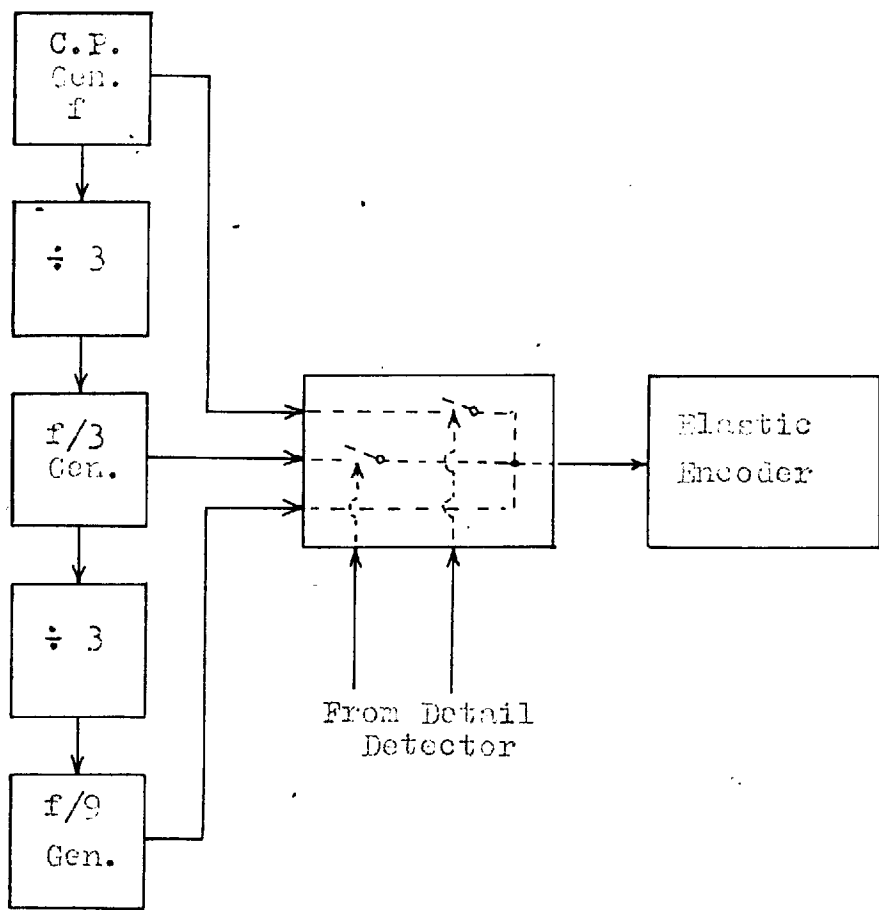 C.P.
Gen.
f
÷ 3
f/3
Gen.
÷ 3
f/9
Gen.
From Detail
Detector
Elastic
Encoder